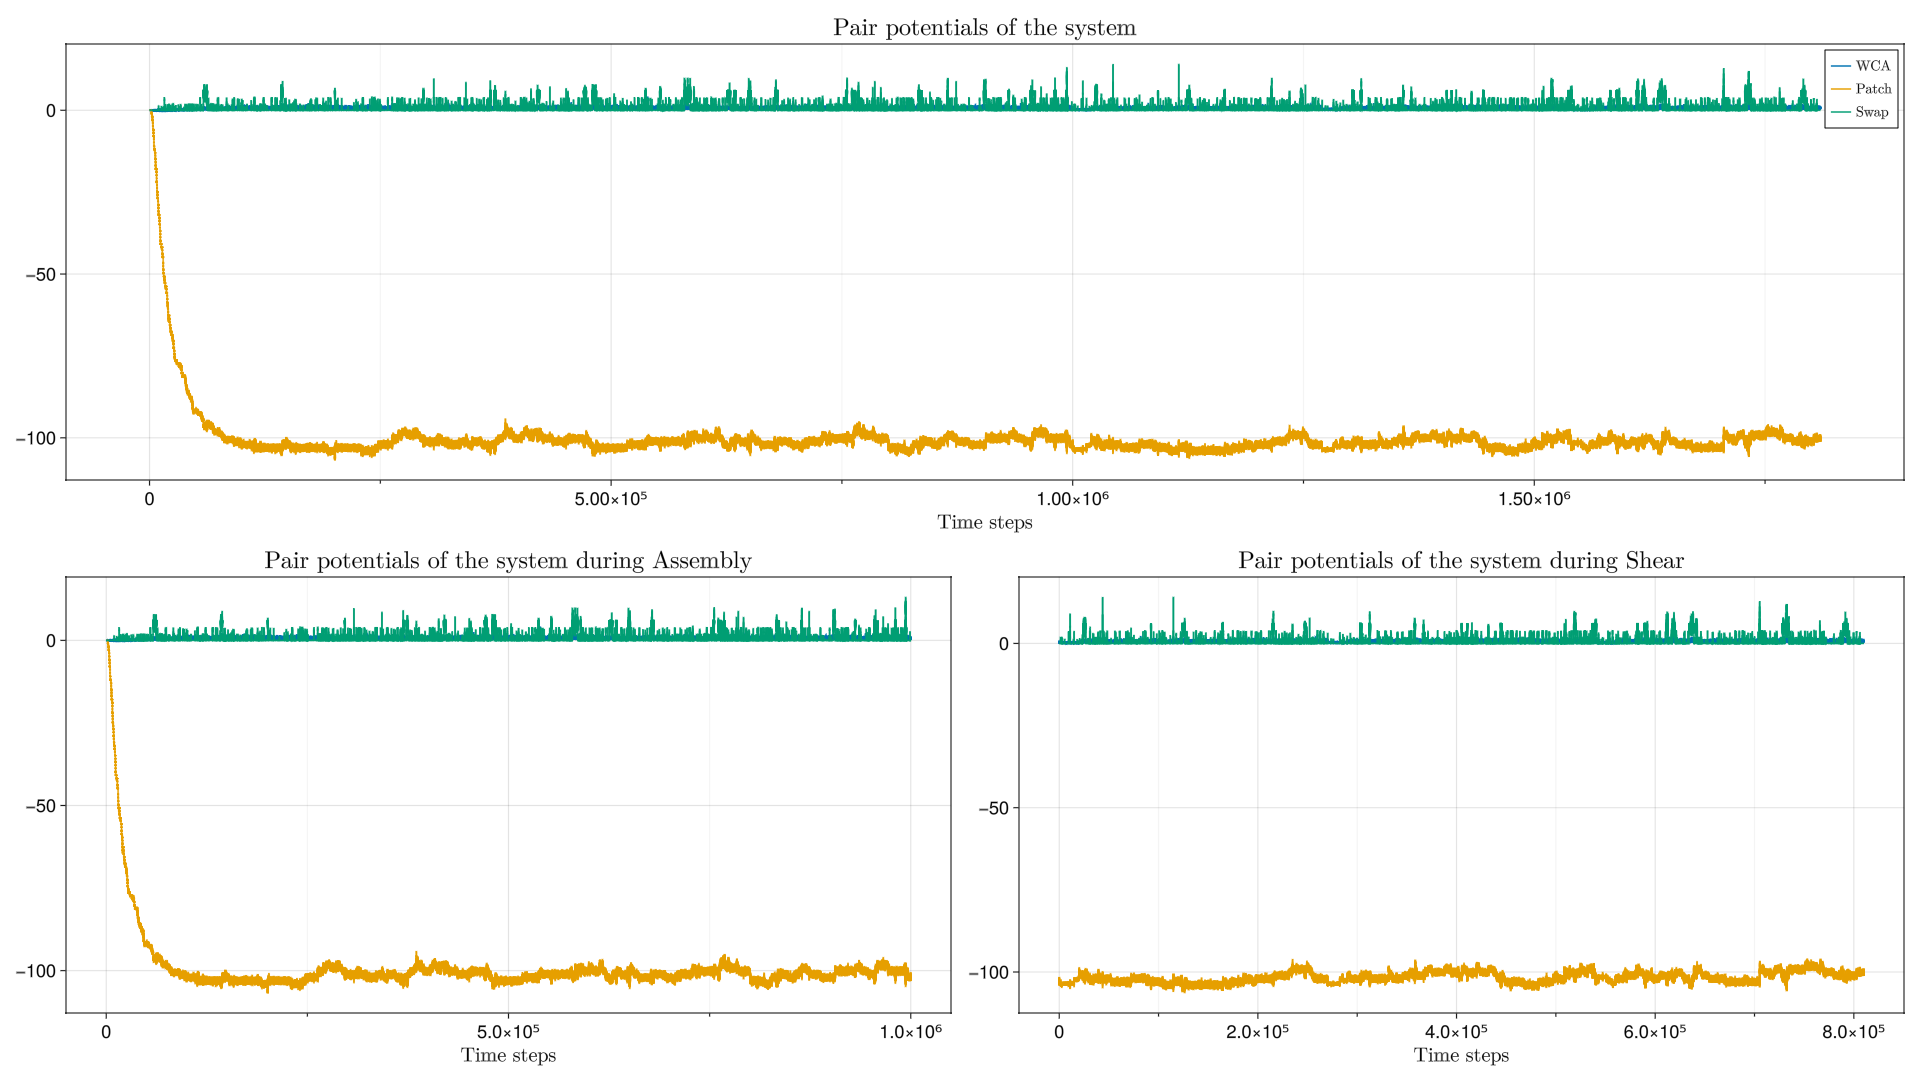 Pair potentials of the system
WCA
Patch
Swap
0
−50
−100
0
5.00×10⁵
1.00×10⁶
1.50×10⁶
Time steps
Pair potentials of the system during Assembly
0
−50
−100
0
5.0×10⁵
1.0×10⁶
Time steps
Pair potentials of the system during Shear
0
−50
−100
0
2.0×10⁵
4.0×10⁵
6.0×10⁵
8.0×10⁵
Time steps